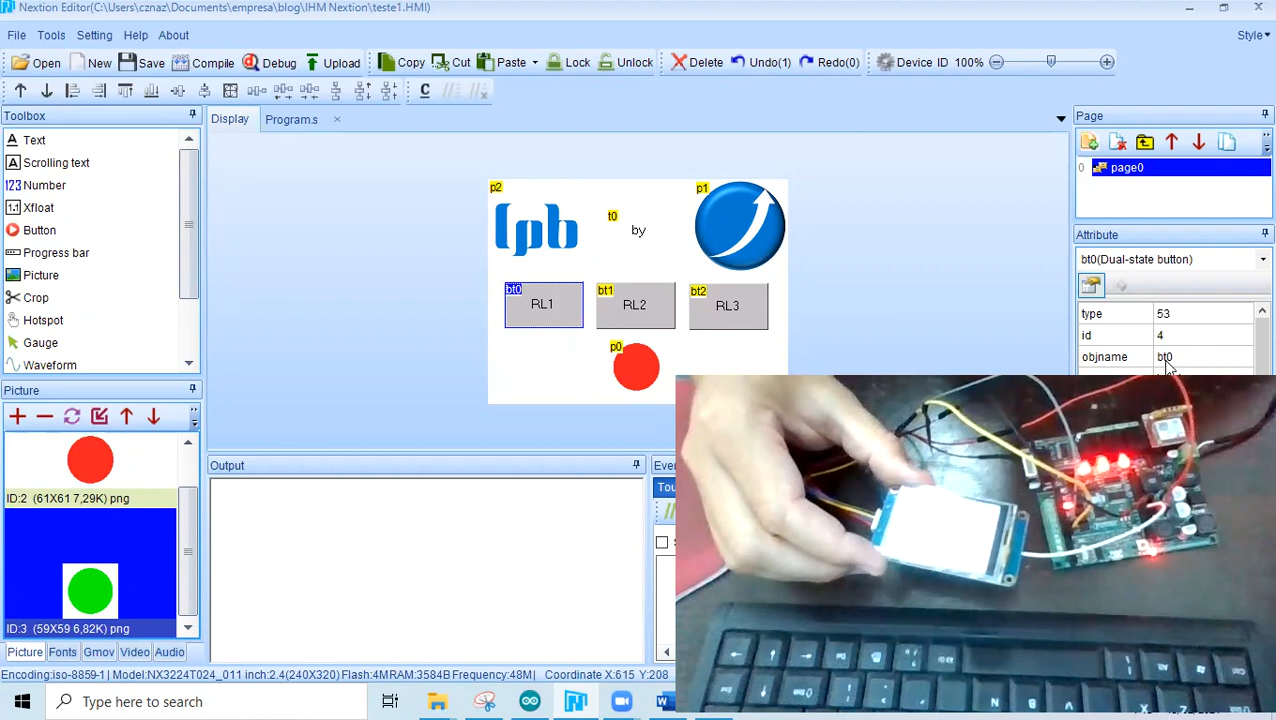 Nextion Editor(C:\Users\cznaz\Documents\empresa\blog\IHM Nextion\teste1.HMI)
File Tools Setting Help About
Style
Open New Save Compile Debug Upload Copy Cut Paste Lock Unlock Delete Undo(1) Redo(0) Device ID 100%
Toolbox
Display Program.s
Page
Text
Scrolling text
Number
Xfloat
Button
Progress bar
Picture
Crop
Hotspot
Gauge
Waveform
0 page0
Attribute
bt0(Dual-state button)
type 53
id 4
objname bt0
p2
lpb
t0
by
p1
bt0
RL1
bt1
RL2
bt2
RL3
p0
Picture
ID:2 (61X61 7,29K) png
ID:3 (59X59 6,82K) png
Picture Fonts Gmov Video Audio
Output
Encoding:iso-8859-1 Model:NX3224T024_011 inch:2.4(240X320) Flash:4MRAM:3584B Frequency:48M Coordinate X:615 Y:208
Type here to search